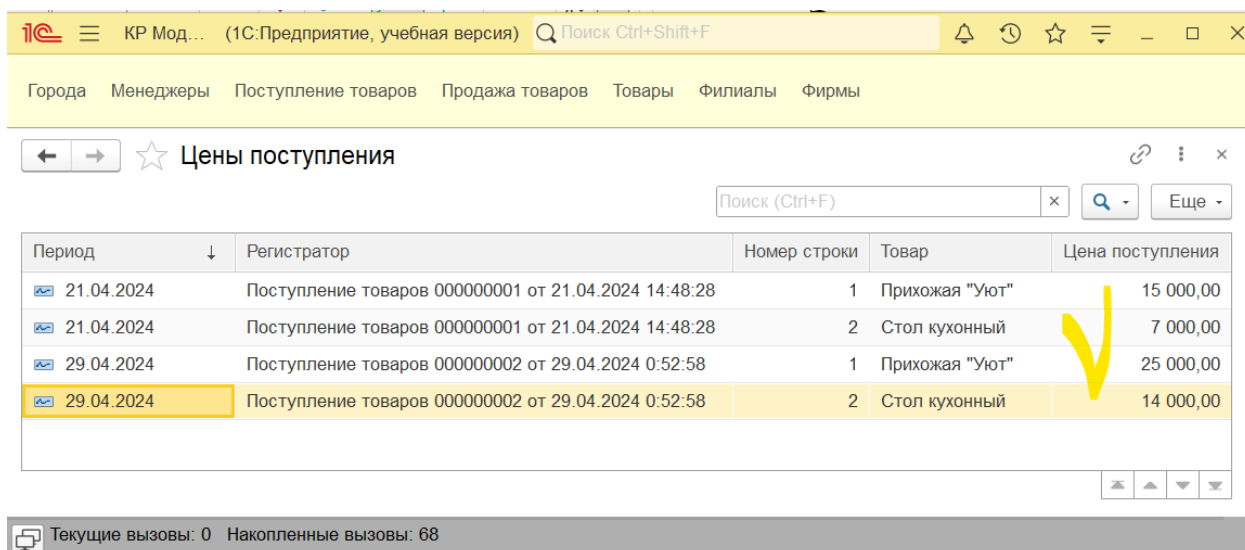 1С КР Мод... (1С:Предприятие, учебная версия) Поиск Ctrl+Shift+F
Города Менеджеры Поступление товаров Продажа товаров Товары Филиалы Фирмы
Цены поступления
Поиск (Ctrl+F) × Еще
Период ↓ Регистратор Номер строки Товар Цена поступления
21.04.2024 Поступление товаров 000000001 от 21.04.2024 14:48:28 1 Прихожая "Уют" 15 000,00
21.04.2024 Поступление товаров 000000001 от 21.04.2024 14:48:28 2 Стол кухонный 7 000,00
29.04.2024 Поступление товаров 000000002 от 29.04.2024 0:52:58 1 Прихожая "Уют" 25 000,00
29.04.2024 Поступление товаров 000000002 от 29.04.2024 0:52:58 2 Стол кухонный 14 000,00
Текущие вызовы: 0 Накопленные вызовы: 68